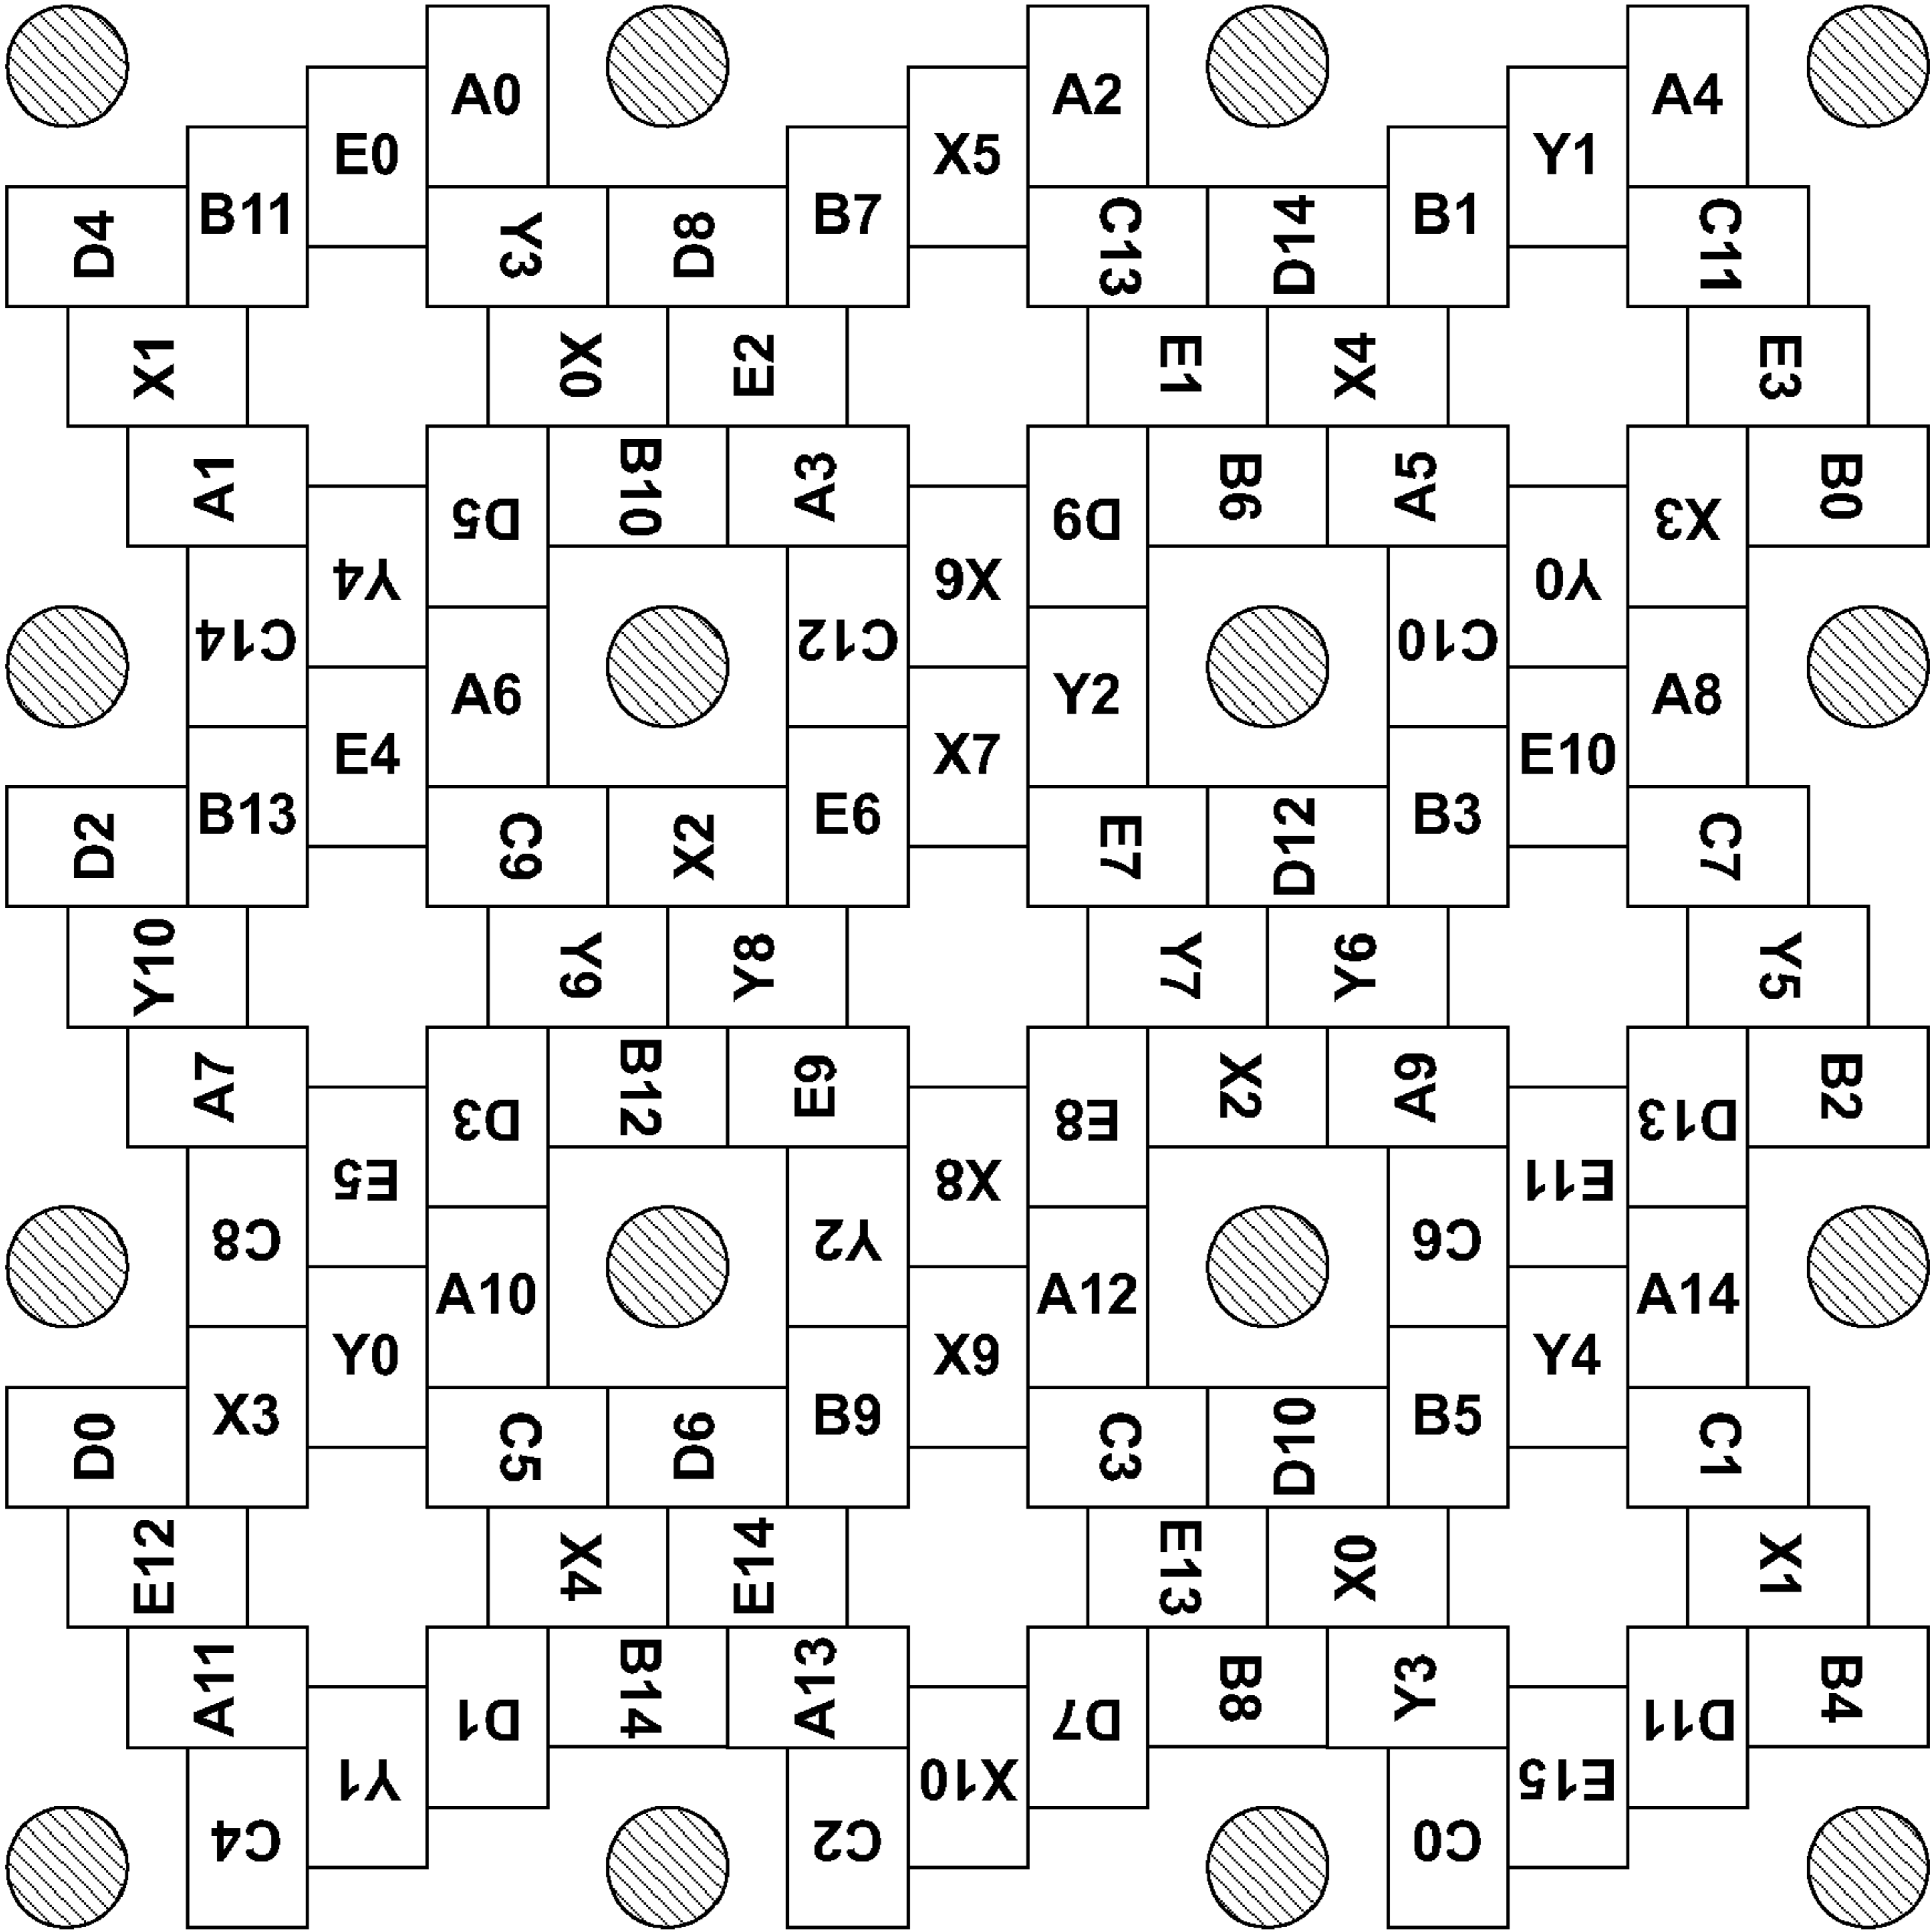 A0 A2 A4
E0 X5 Y1
B11 B7 B1
D4 Y3 D8 C13 D14 C11
X1 X0 E2 E1 X4 E3
A1 B10 A3 B6 A5 B0
D5 D9 X3
Y4 X6 Y0
C14 C12 C10
A6 Y2 A8
E4 X7 E10
B13 E6 B3
D2 C9 X2 E7 D12 C7
Y10 Y9 Y8 Y7 Y6 Y5
A7 B12 E9 X2 A9 B2
D3 E8 D13
E5 X8 E11
C8 Y2 C6
A10 A12 A14
Y0 X9 Y4
X3 B9 B5
D0 C5 D6 C3 D10 C1
E12 X4 E14 E13 X0 X1
A11 B14 A13 B8 Y3 B4
D1 D7 D11
Y1 X10 E15
C4 C2 C0